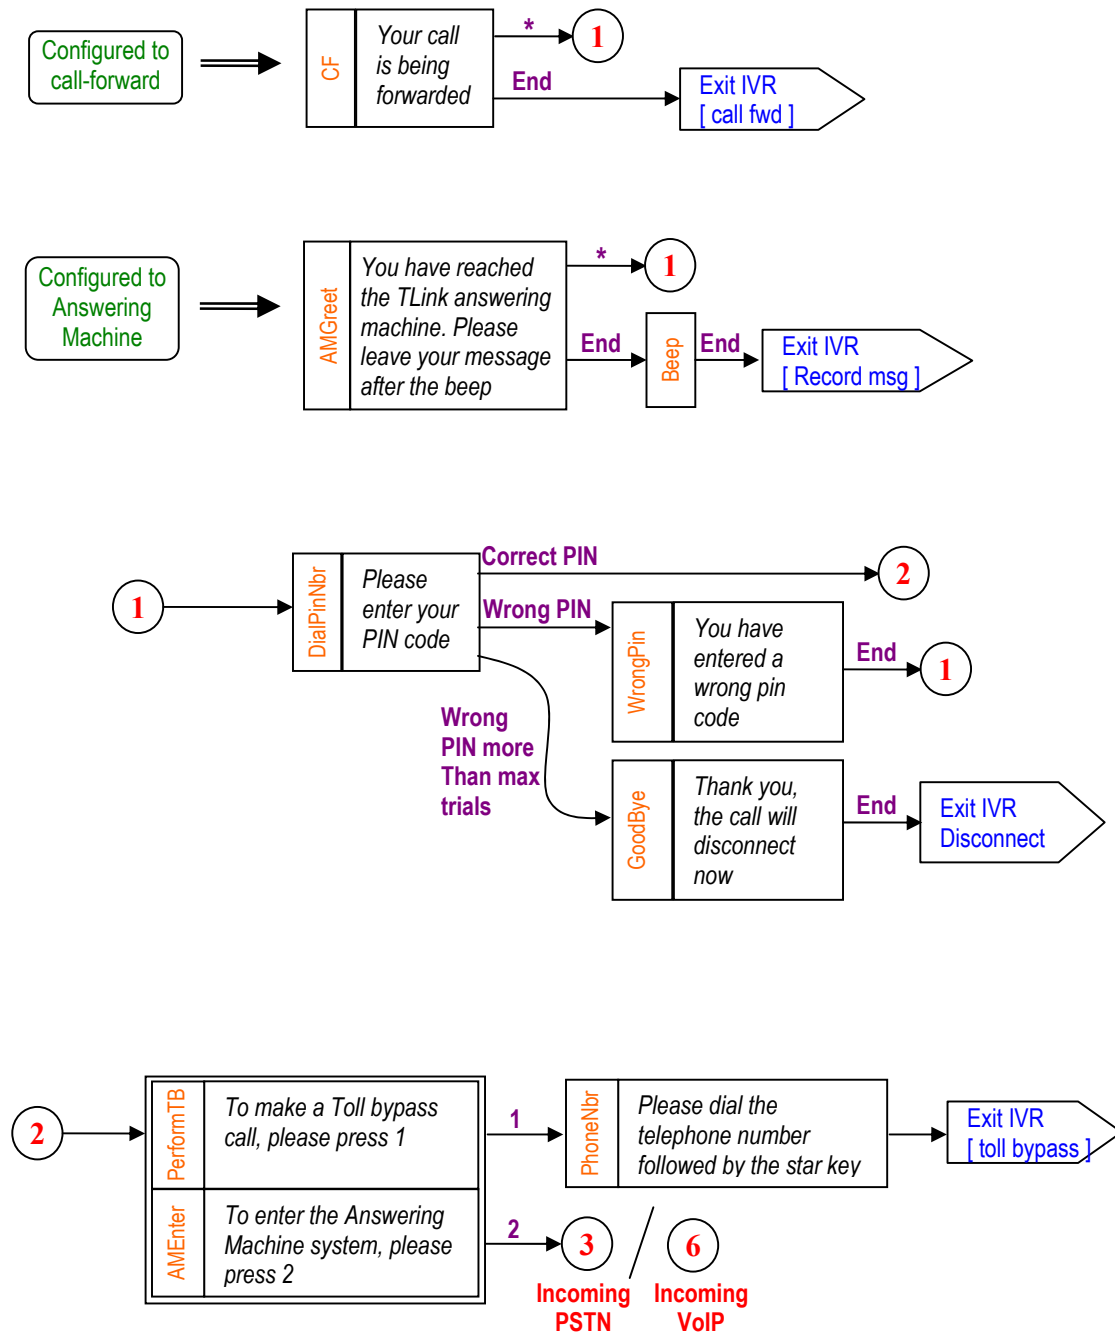 Configured to
call-forward
CF
Your call
is being
forwarded
*
1
End
Exit IVR
[ call fwd ]
Configured to
Answering
Machine
AMGreet
You have reached
the TLink answering
machine. Please
leave your message
after the beep
*
1
End
Beep
End
Exit IVR
[ Record msg ]
1
DialPinNbr
Please
enter your
PIN code
Correct PIN
2
Wrong PIN
WrongPin
You have
entered a
wrong pin
code
End
1
Wrong
PIN more
Than max
trials
GoodBye
Thank you,
the call will
disconnect
now
End
Exit IVR
Disconnect
2
PerformTB
To make a Toll bypass
call, please press 1
1
PhoneNbr
Please dial the
telephone number
followed by the star key
Exit IVR
[ toll bypass ]
AMEnter
To enter the Answering
Machine system, please
press 2
2
3
/
6
Incoming
PSTN
Incoming
VoIP